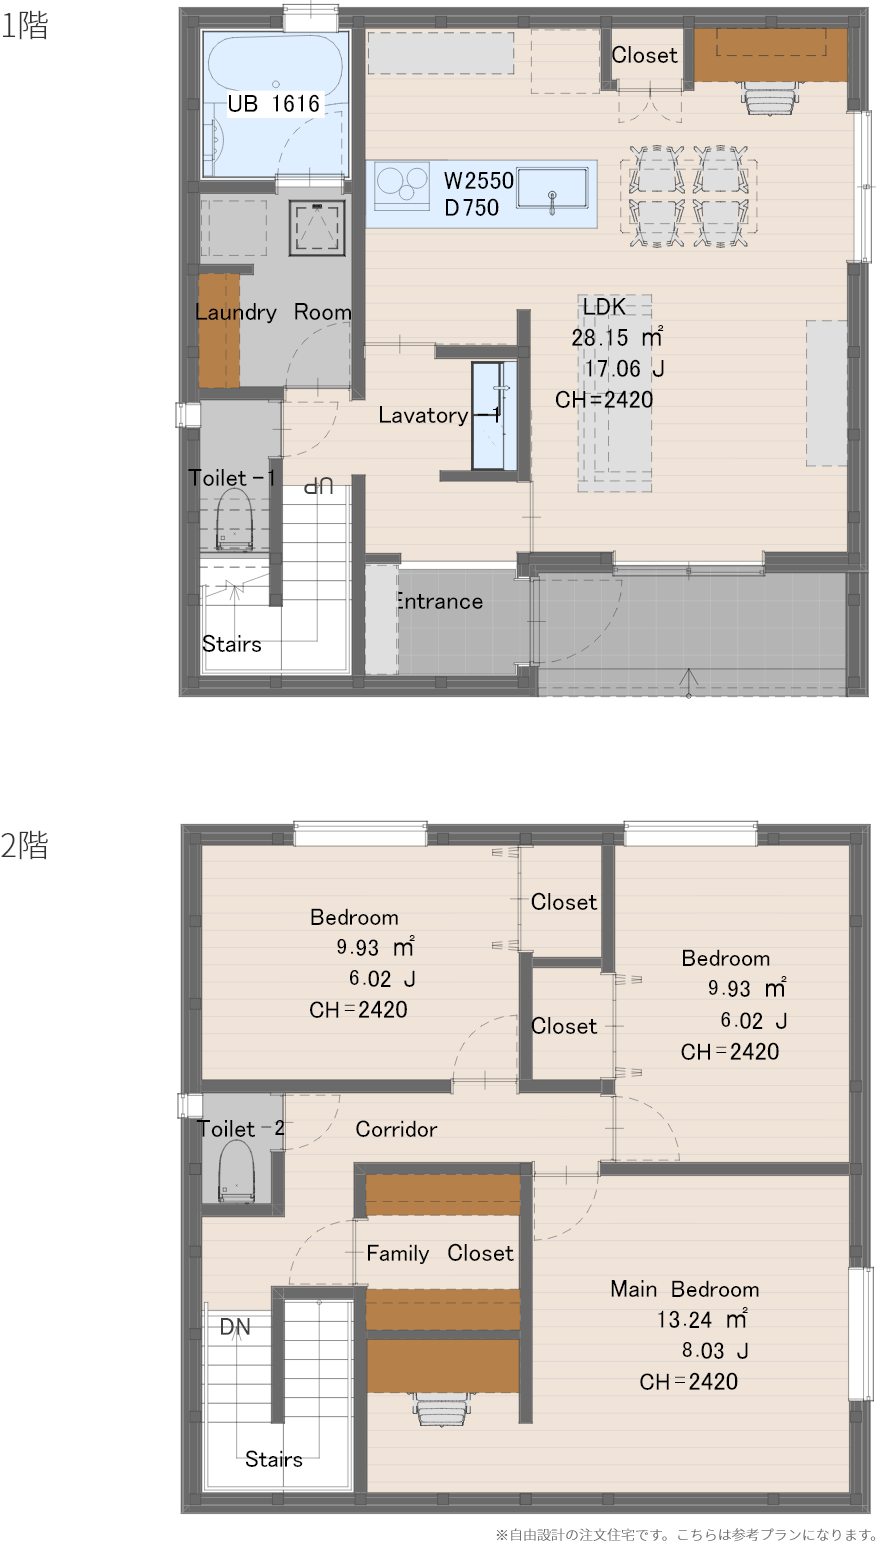 1階
Closet
UB 1616
W2550
D750
Laundry Room
LDK
28.15 ㎡
17.06 J
CH=2420
Lavatory-1
Toilet-1
UP
Entrance
Stairs
2階
Closet
Bedroom
9.93 ㎡
6.02 J
CH=2420
Bedroom
9.93 ㎡
6.02 J
CH=2420
Closet
Toilet-2
Corridor
Family Closet
Main Bedroom
13.24 ㎡
8.03 J
CH=2420
DN
Stairs
※自由設計の注文住宅です。こちらは参考プランになります。